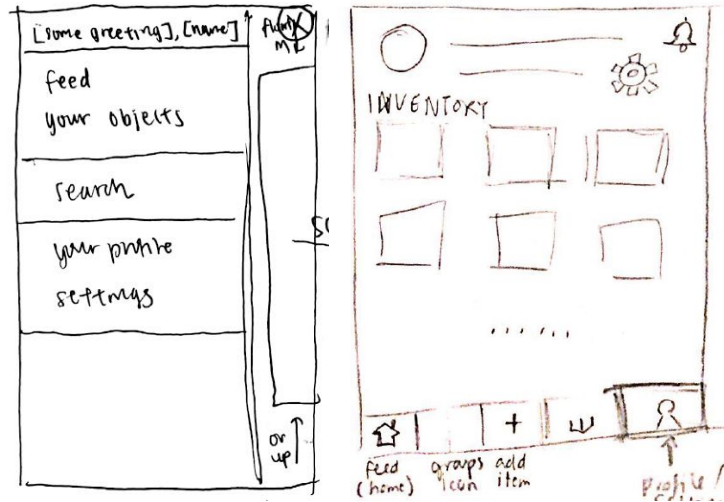 [some greeting], [name]
feed
your objects
search
your profile
settings
or
up
INVENTORY
+
feed
(home)
groups
icon
add
item
profile /